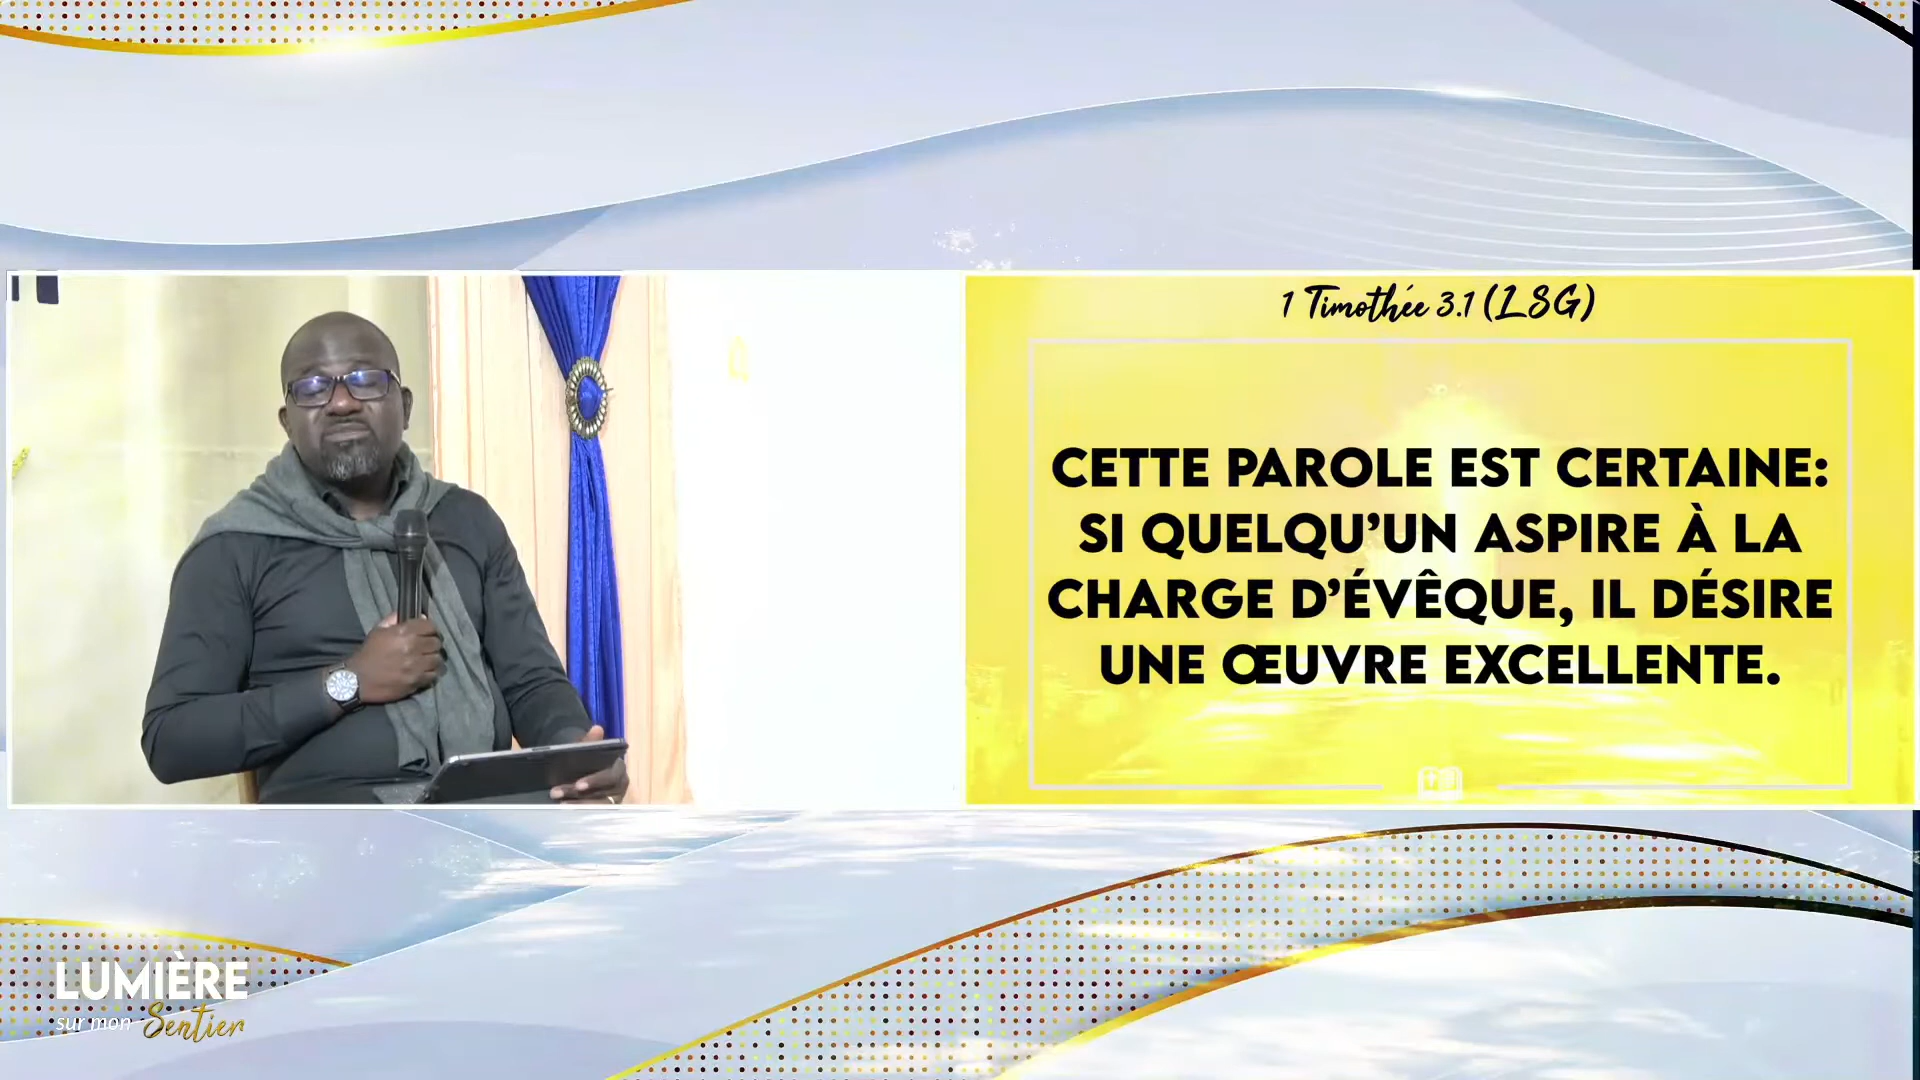 1 Timothée 3.1 (LSG)
CETTE PAROLE EST CERTAINE:
SI QUELQU’UN ASPIRE À LA
CHARGE D’ÉVÊQUE, IL DÉSIRE
UNE ŒUVRE EXCELLENTE.
LUMIÈRE
sur mon Sentier